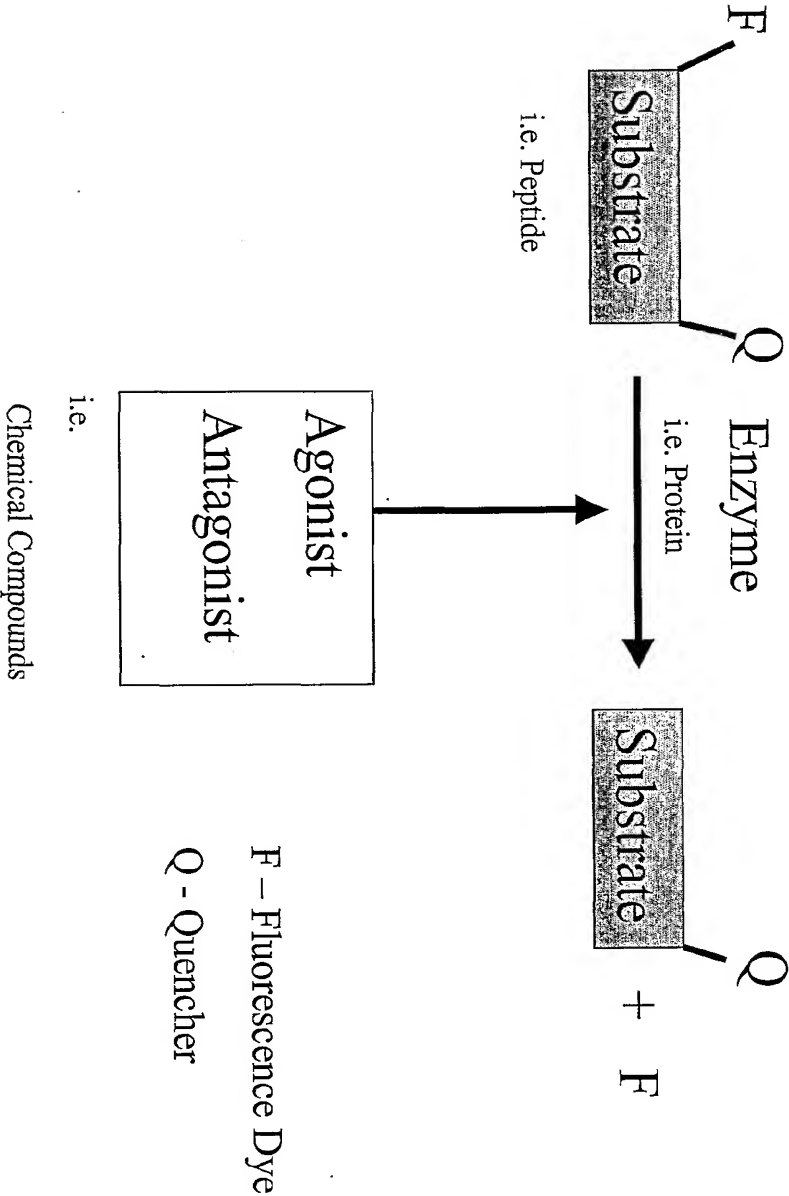 F
Q
Substrate
i.e. Peptide
Enzyme
i.e. Protein
Q
Substrate
+ F
Agonist
Antagonist
i.e.
Chemical Compounds
F – Fluorescence Dye
Q - Quencher